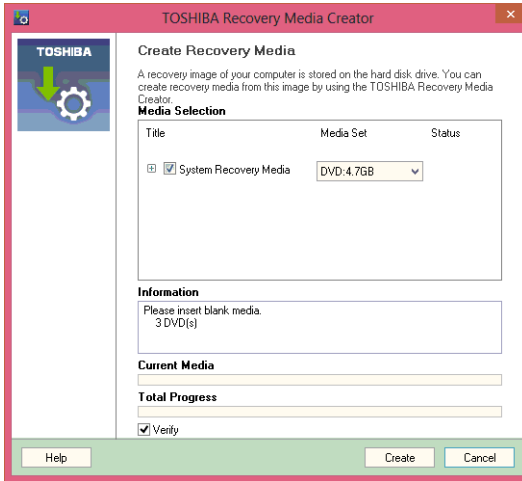 TOSHIBA Recovery Media Creator
TOSHIBA
Create Recovery Media
A recovery image of your computer is stored on the hard disk drive. You can
create recovery media from this image by using the TOSHIBA Recovery Media
Creator.
Media Selection
Title Media Set Status
System Recovery Media DVD:4.7GB
Information
Please insert blank media.
3 DVD(s)
Current Media
Total Progress
Verify
Help Create Cancel